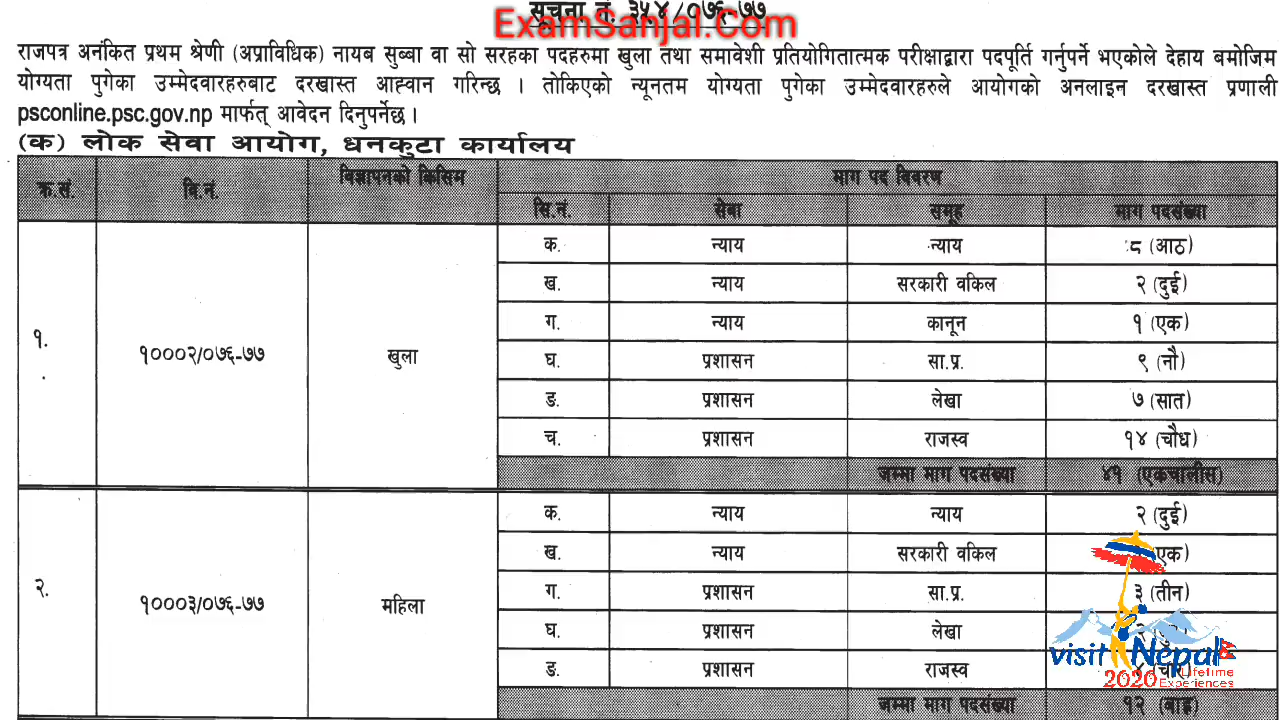 सूचना नं. ३५४/०७६-७७
ExamSanjal.Com
राजपत्र अनंकित प्रथम श्रेणी (अप्राविधिक) नायब सुब्बा वा सो सरहका पदहरुमा खुला तथा समावेशी प्रतियोगितात्मक परीक्षाद्वारा पदपूर्ति गर्नुपर्ने भएकोले देहाय बमोजिम
योग्यता पुगेका उम्मेदवारहरुबाट दरखास्त आह्वान गरिन्छ । तोकिएको न्यूनतम योग्यता पुगेका उम्मेदवारहरुले आयोगको अनलाइन दरखास्त प्रणाली
psconline.psc.gov.np मार्फत् आवेदन दिनुपर्नेछ ।
(क) लोक सेवा आयोग, धनकुटा कार्यालय
क्र.सं. वि.नं. विज्ञापनको किसिम माग पद विवरण
सि.नं. सेवा समूह माग पदसंख्या
१. १०००२/०७६-७७ खुला
क. न्याय न्याय ८ (आठ)
ख. न्याय सरकारी वकिल २ (दुई)
ग. न्याय कानून १ (एक)
घ. प्रशासन सा.प्र. ९ (नौ)
ङ. प्रशासन लेखा ७ (सात)
च. प्रशासन राजस्व १४ (चौध)
जम्मा माग पदसंख्या ४१ (एकचालीस)
२. १०००३/०७६-७७ महिला
क. न्याय न्याय २ (दुई)
ख. न्याय सरकारी वकिल एक)
ग. प्रशासन सा.प्र. ३ (तीन)
घ. प्रशासन लेखा
ङ. प्रशासन राजस्व
जम्मा माग पदसंख्या १२ (बाह्र)
visit Nepal
2020 Lifetime
Experiences